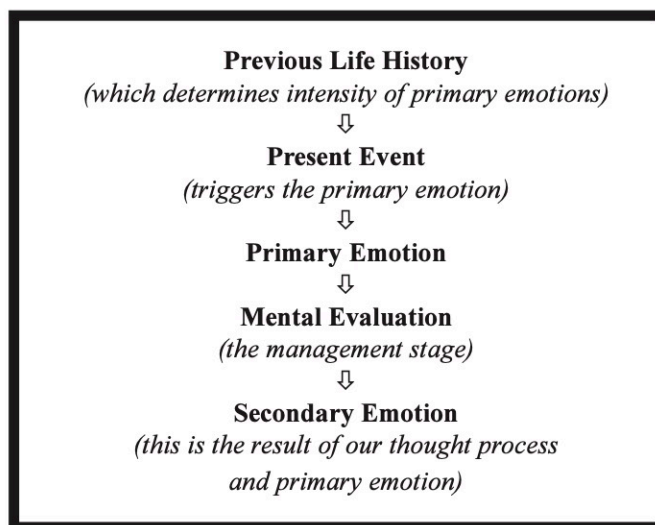 Previous Life History
(which determines intensity of primary emotions)
⇩
Present Event
(triggers the primary emotion)
⇩
Primary Emotion
⇩
Mental Evaluation
(the management stage)
⇩
Secondary Emotion
(this is the result of our thought process
and primary emotion)